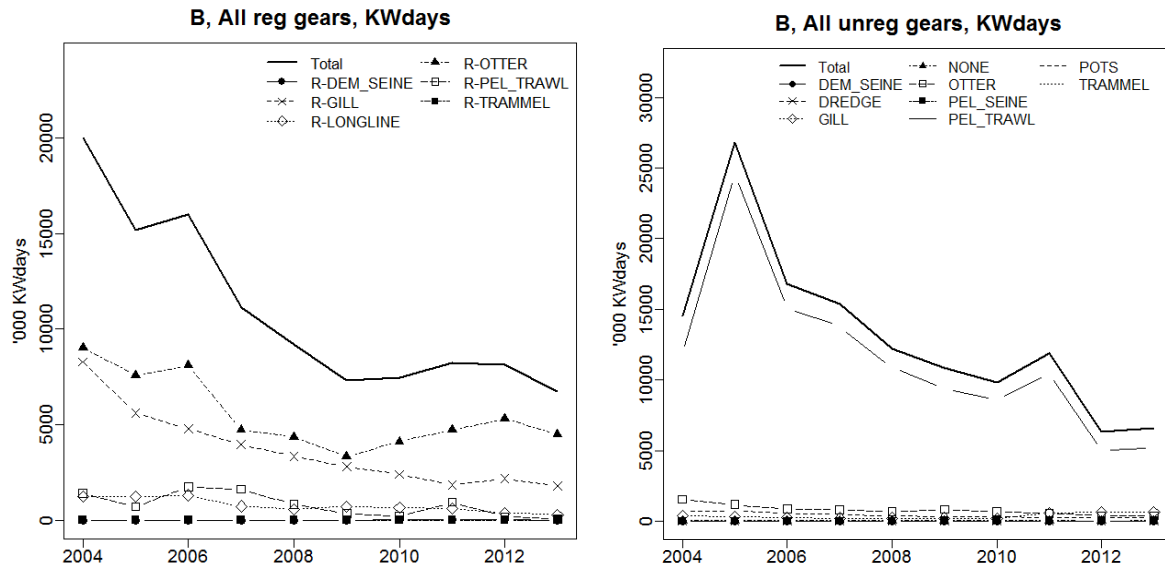 B, All reg gears, KWdays
Total
R-DEM_SEINE
R-GILL
R-LONGLINE
R-OTTER
R-PEL_TRAWL
R-TRAMMEL
'000 KWdays
20000
15000
10000
5000
0
2004 2006 2008 2010 2012
B, All unreg gears, KWdays
Total
DEM_SEINE
DREDGE
GILL
NONE
OTTER
PEL_SEINE
PEL_TRAWL
POTS
TRAMMEL
'000 KWdays
30000
25000
20000
15000
10000
5000
0
2004 2006 2008 2010 2012